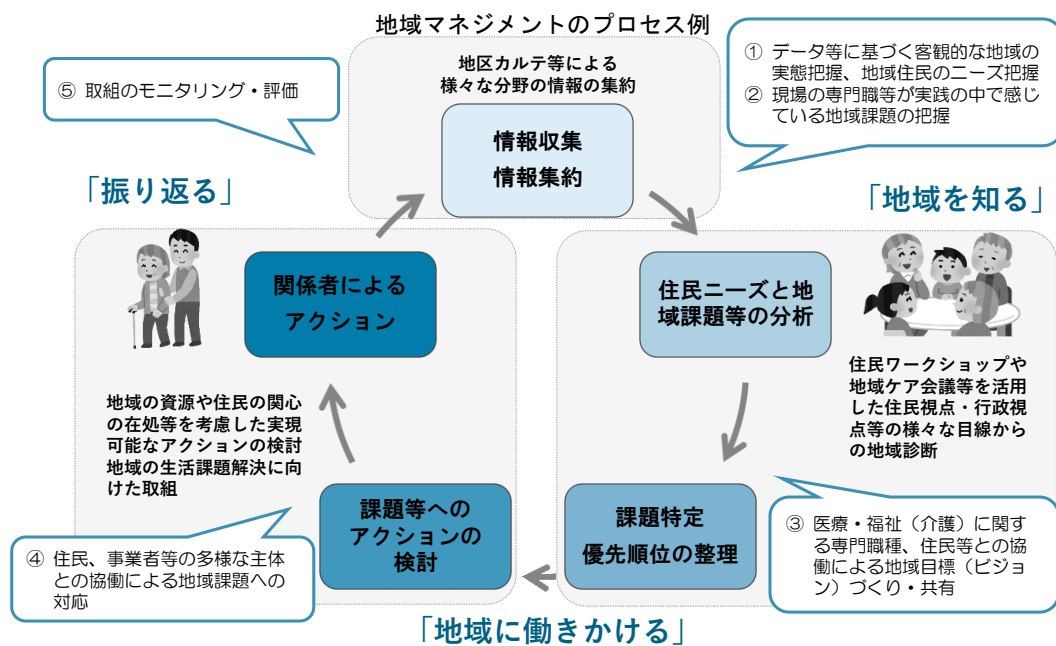 地域マネジメントのプロセス例
地区カルテ等による
様々な分野の情報の集約
情報収集
情報集約
① データ等に基づく客観的な地域の
実態把握、地域住民のニーズ把握
② 現場の専門職等が実践の中で感じ
ている地域課題の把握
「地域を知る」
住民ニーズと地
域課題等の分析
住民ワークショップや
地域ケア会議等を活用
した住民視点・行政視
点等の様々な目線から
の地域診断
課題特定
優先順位の整理
③ 医療・福祉（介護）に関す
る専門職種、住民等との協
働による地域目標（ビジョ
ン）づくり・共有
「地域に働きかける」
課題等への
アクションの
検討
④ 住民、事業者等の多様な主体
との協働による地域課題への
対応
地域の資源や住民の関心
の在処等を考慮した実現
可能なアクションの検討
地域の生活課題解決に向
けた取組
関係者による
アクション
「振り返る」
⑤ 取組のモニタリング・評価